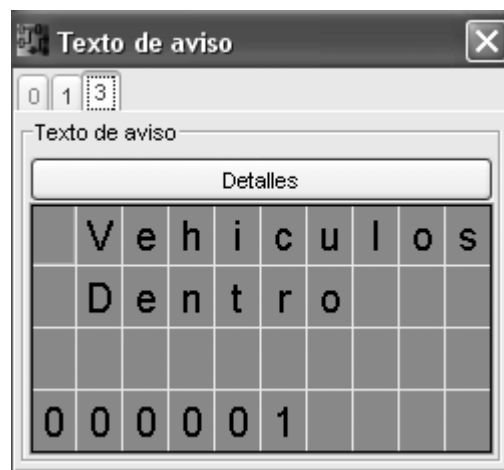 Texto de aviso
0 1 3
Texto de aviso
Detalles
Vehiculos
Dentro
000001